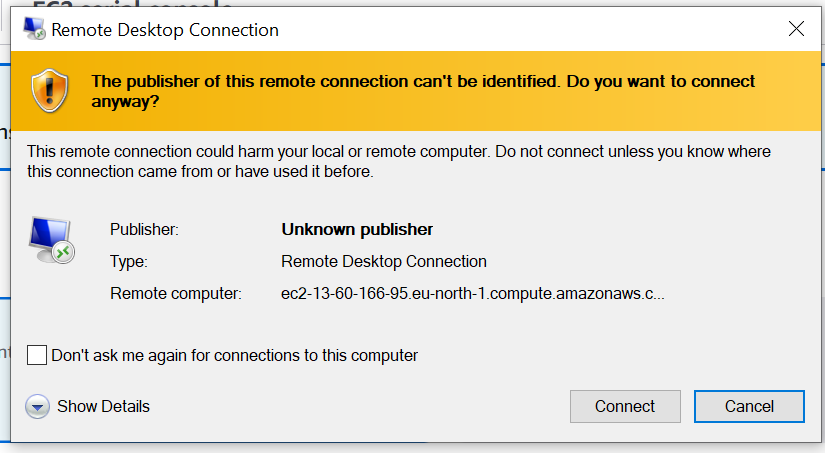 EC2 serial console
Remote Desktop Connection
The publisher of this remote connection can't be identified. Do you want to connect
anyway?
This remote connection could harm your local or remote computer. Do not connect unless you know where
this connection came from or have used it before.
Publisher: Unknown publisher
Type: Remote Desktop Connection
Remote computer: ec2-13-60-166-95.eu-north-1.compute.amazonaws.c...
Don't ask me again for connections to this computer
Show Details Connect Cancel